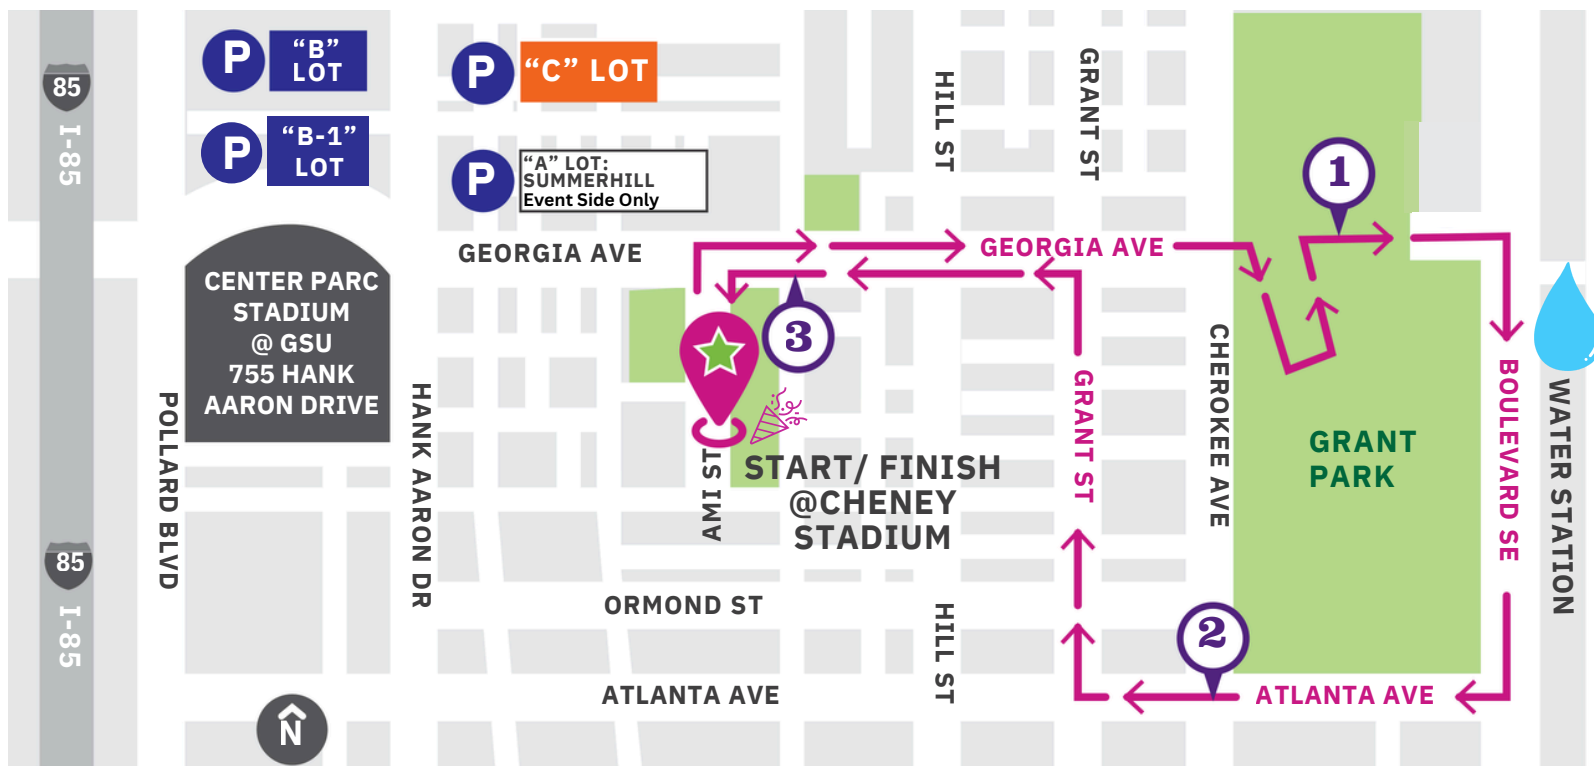 85
I-85
P
“B”
LOT
P
“B-1”
LOT
P
“C” LOT
P
“A” LOT:
SUMMERHILL
Event Side Only
HILL ST
GRANT ST
1
GEORGIA AVE
GEORGIA AVE
CENTER PARC
STADIUM
@ GSU
755 HANK
AARON DRIVE
3
POLLARD BLVD
HANK AARON DR
AMI ST
START/ FINISH
@CHENEY
STADIUM
GRANT ST
CHEROKEE AVE
GRANT
PARK
BOULEVARD SE
WATER STATION
85
I-85
ORMOND ST
HILL ST
2
ATLANTA AVE
ATLANTA AVE
N